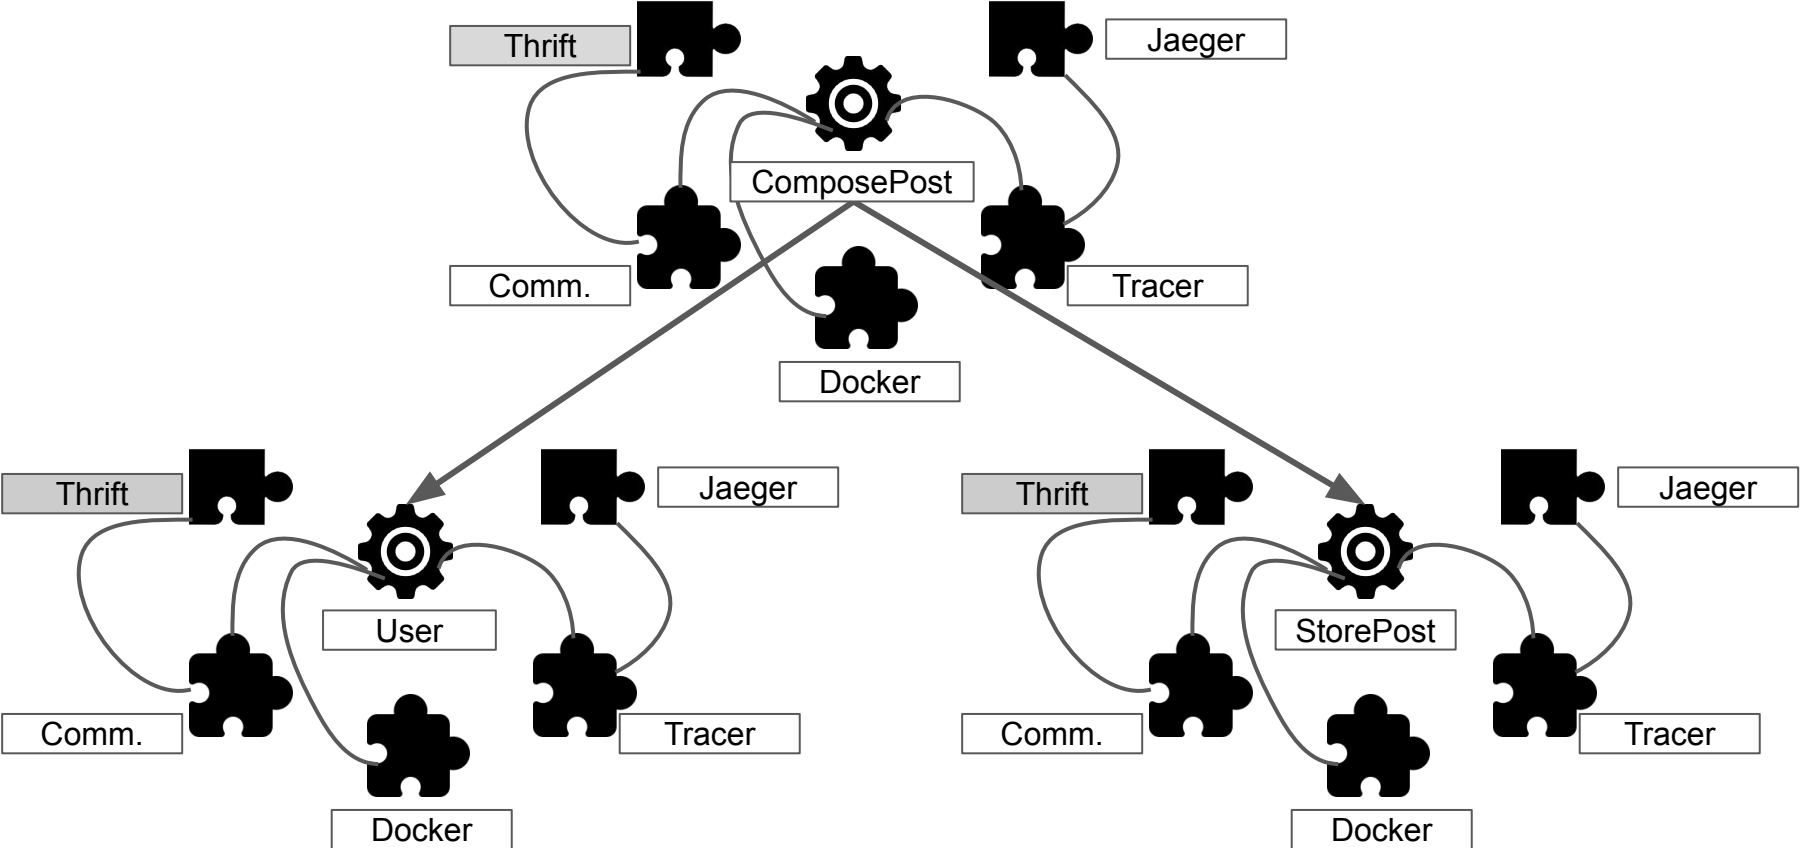 Thrift
Jaeger
ComposePost
Comm.
Tracer
Docker
Thrift
Jaeger
User
Comm.
Tracer
Docker
Thrift
Jaeger
StorePost
Comm.
Tracer
Docker